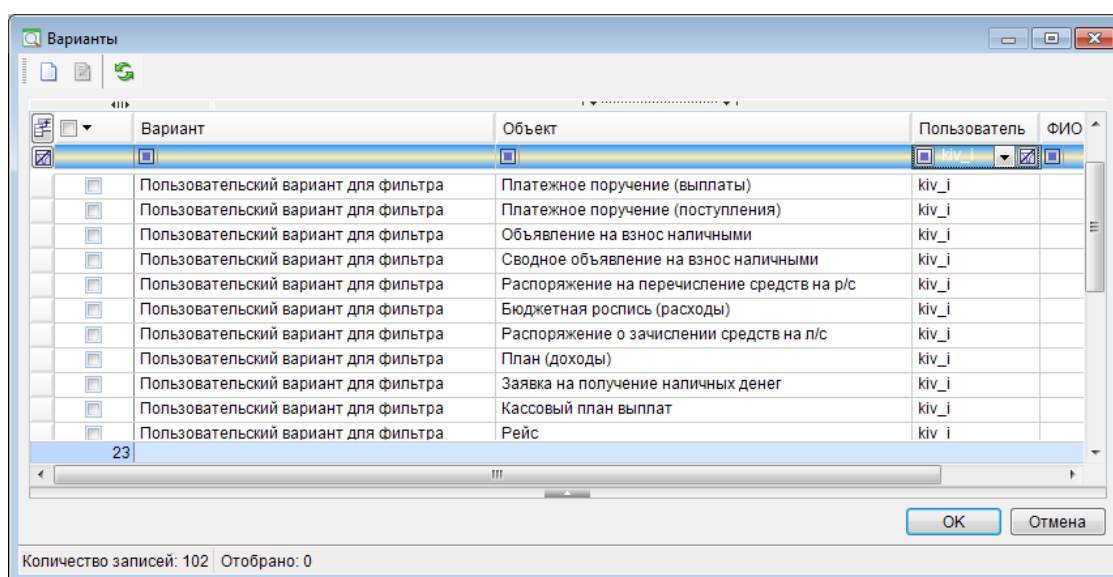 Варианты
Вариант Объект Пользователь ФИО
kiv_i
Пользовательский вариант для фильтра Платежное поручение (выплаты) kiv_i
Пользовательский вариант для фильтра Платежное поручение (поступления) kiv_i
Пользовательский вариант для фильтра Объявление на взнос наличными kiv_i
Пользовательский вариант для фильтра Сводное объявление на взнос наличными kiv_i
Пользовательский вариант для фильтра Распоряжение на перечисление средств на р/с kiv_i
Пользовательский вариант для фильтра Бюджетная роспись (расходы) kiv_i
Пользовательский вариант для фильтра Распоряжение о зачислении средств на л/с kiv_i
Пользовательский вариант для фильтра План (доходы) kiv_i
Пользовательский вариант для фильтра Заявка на получение наличных денег kiv_i
Пользовательский вариант для фильтра Кассовый план выплат kiv_i
Пользовательский вариант для фильтра Рейс kiv_i
23
OK Отмена
Количество записей: 102 Отобрано: 0